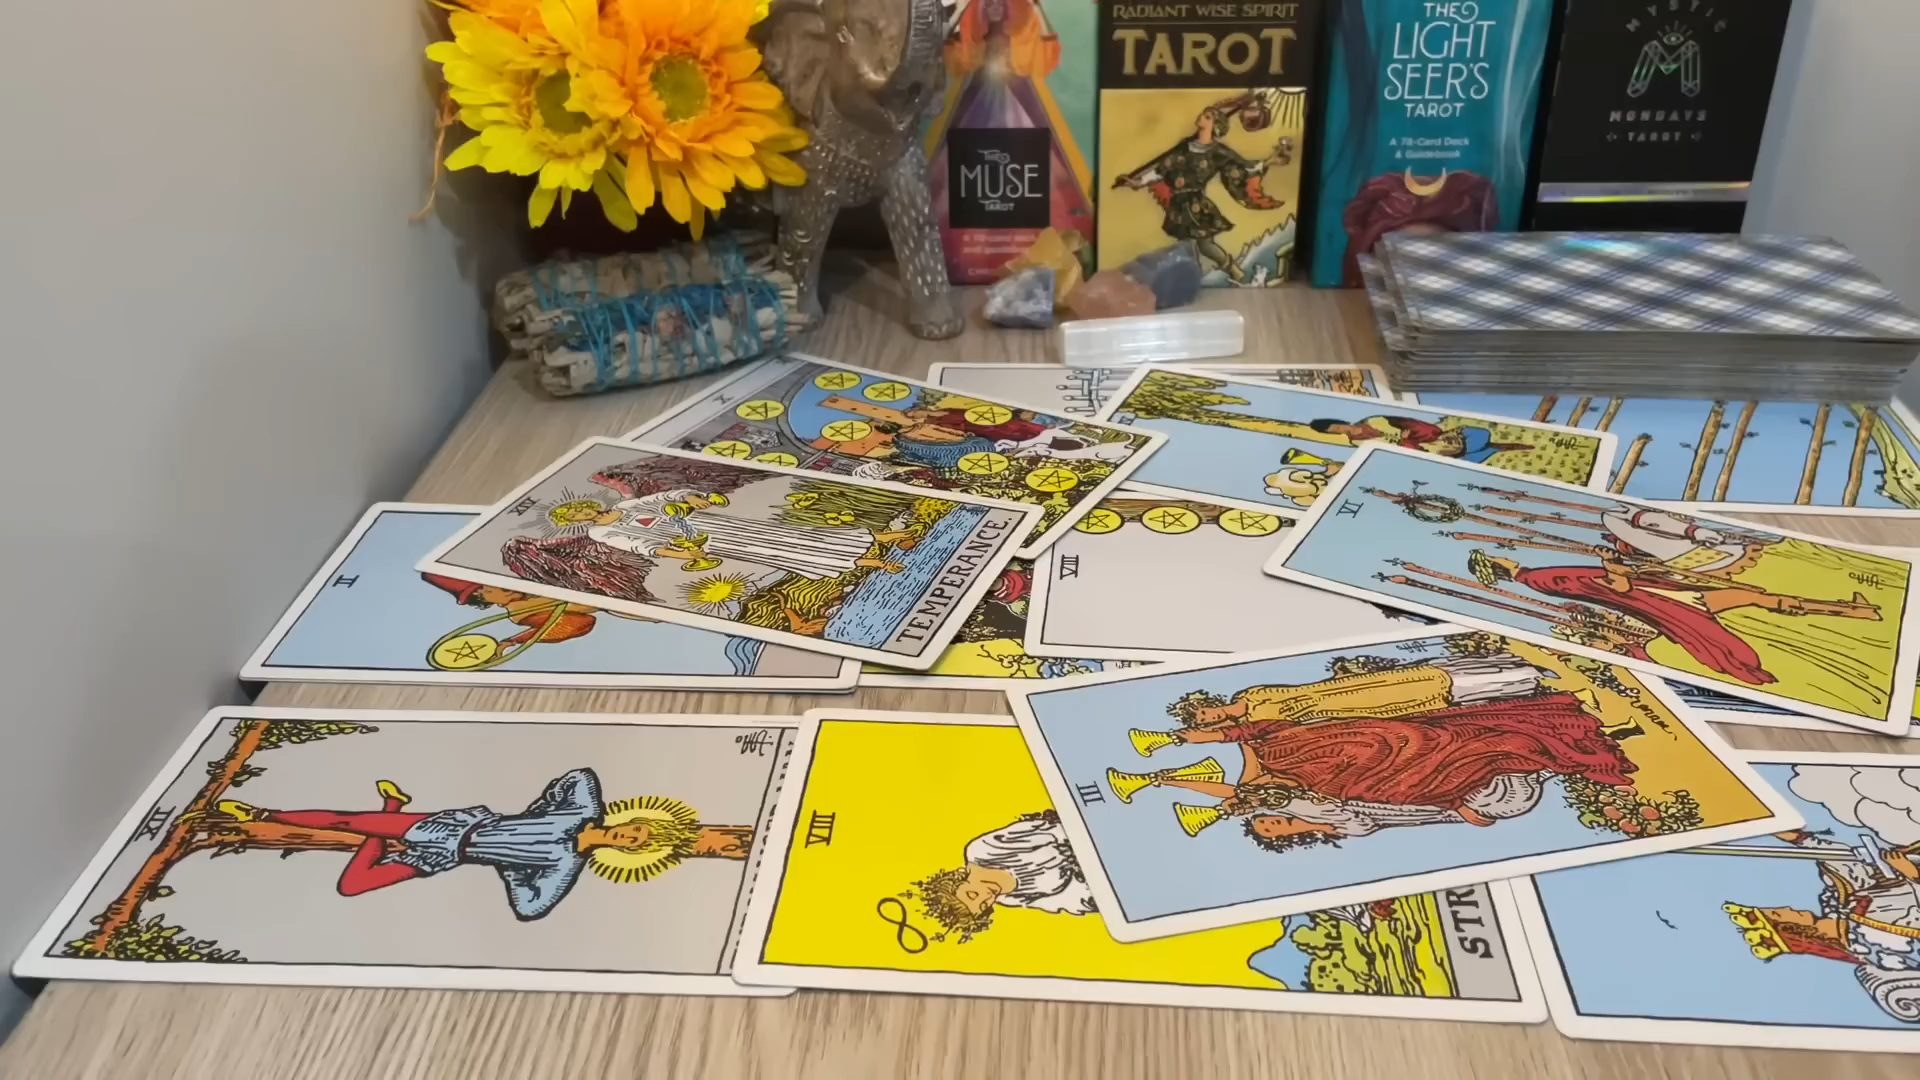 RADIANT WISE SPIRIT
TAROT
THE
LIGHT
SEER'S
TAROT
A 78-Card Deck
& Guidebook
MYSTIC
M
MONDAYS
TAROT
THE
MUSE
TAROT
X
XIV
TEMPERANCE.
II
VII
VI
III
XII
VIII
STR